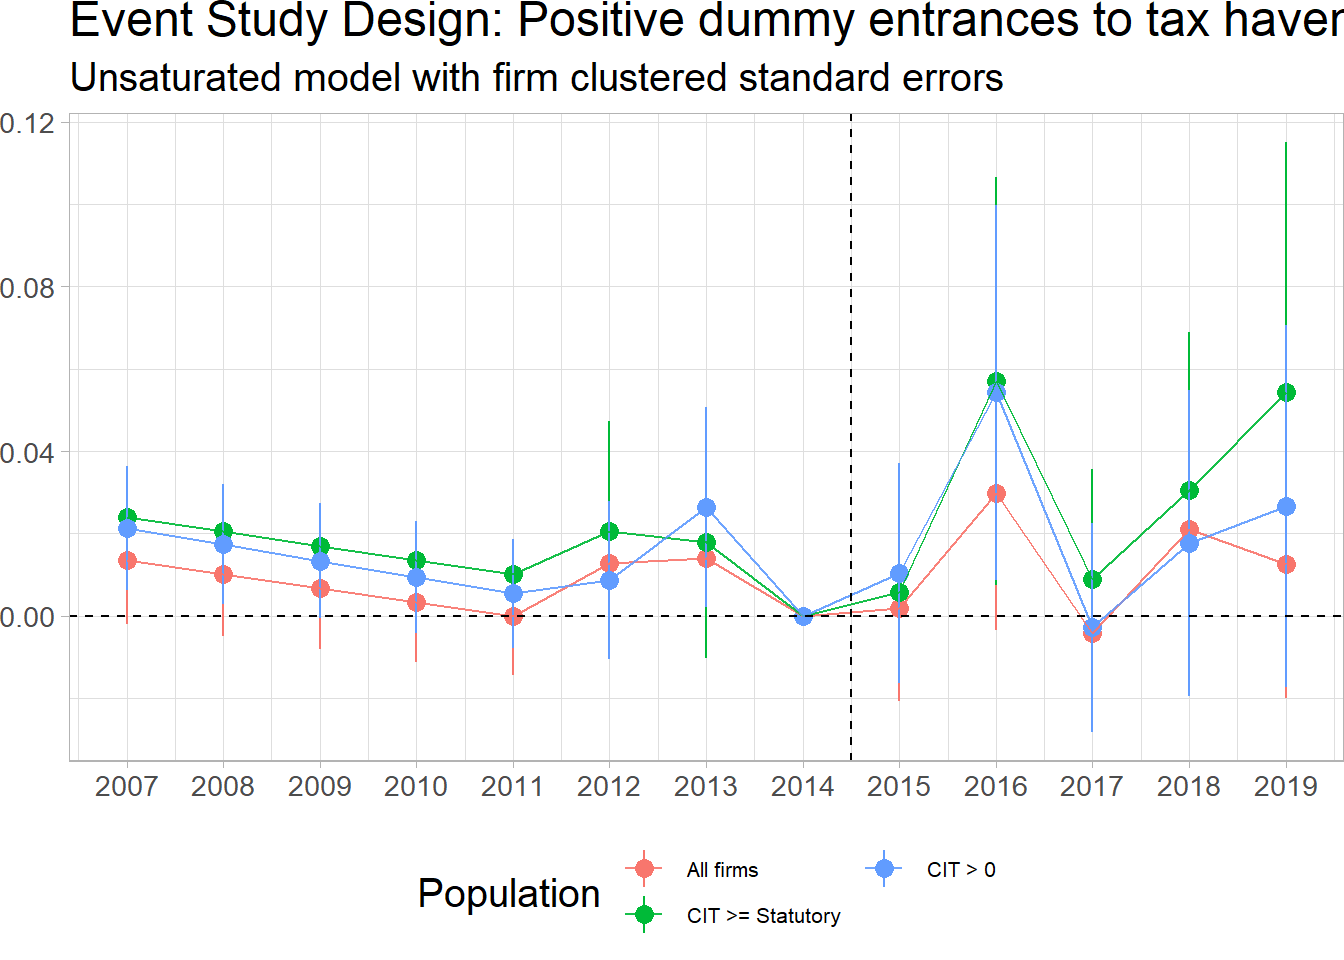 Event Study Design: Positive dummy entrances to tax haven
Unsaturated model with firm clustered standard errors
0.12
0.08
0.04
0.00
2007 2008 2009 2010 2011 2012 2013 2014 2015 2016 2017 2018 2019
Population
All firms
CIT >= Statutory
CIT > 0